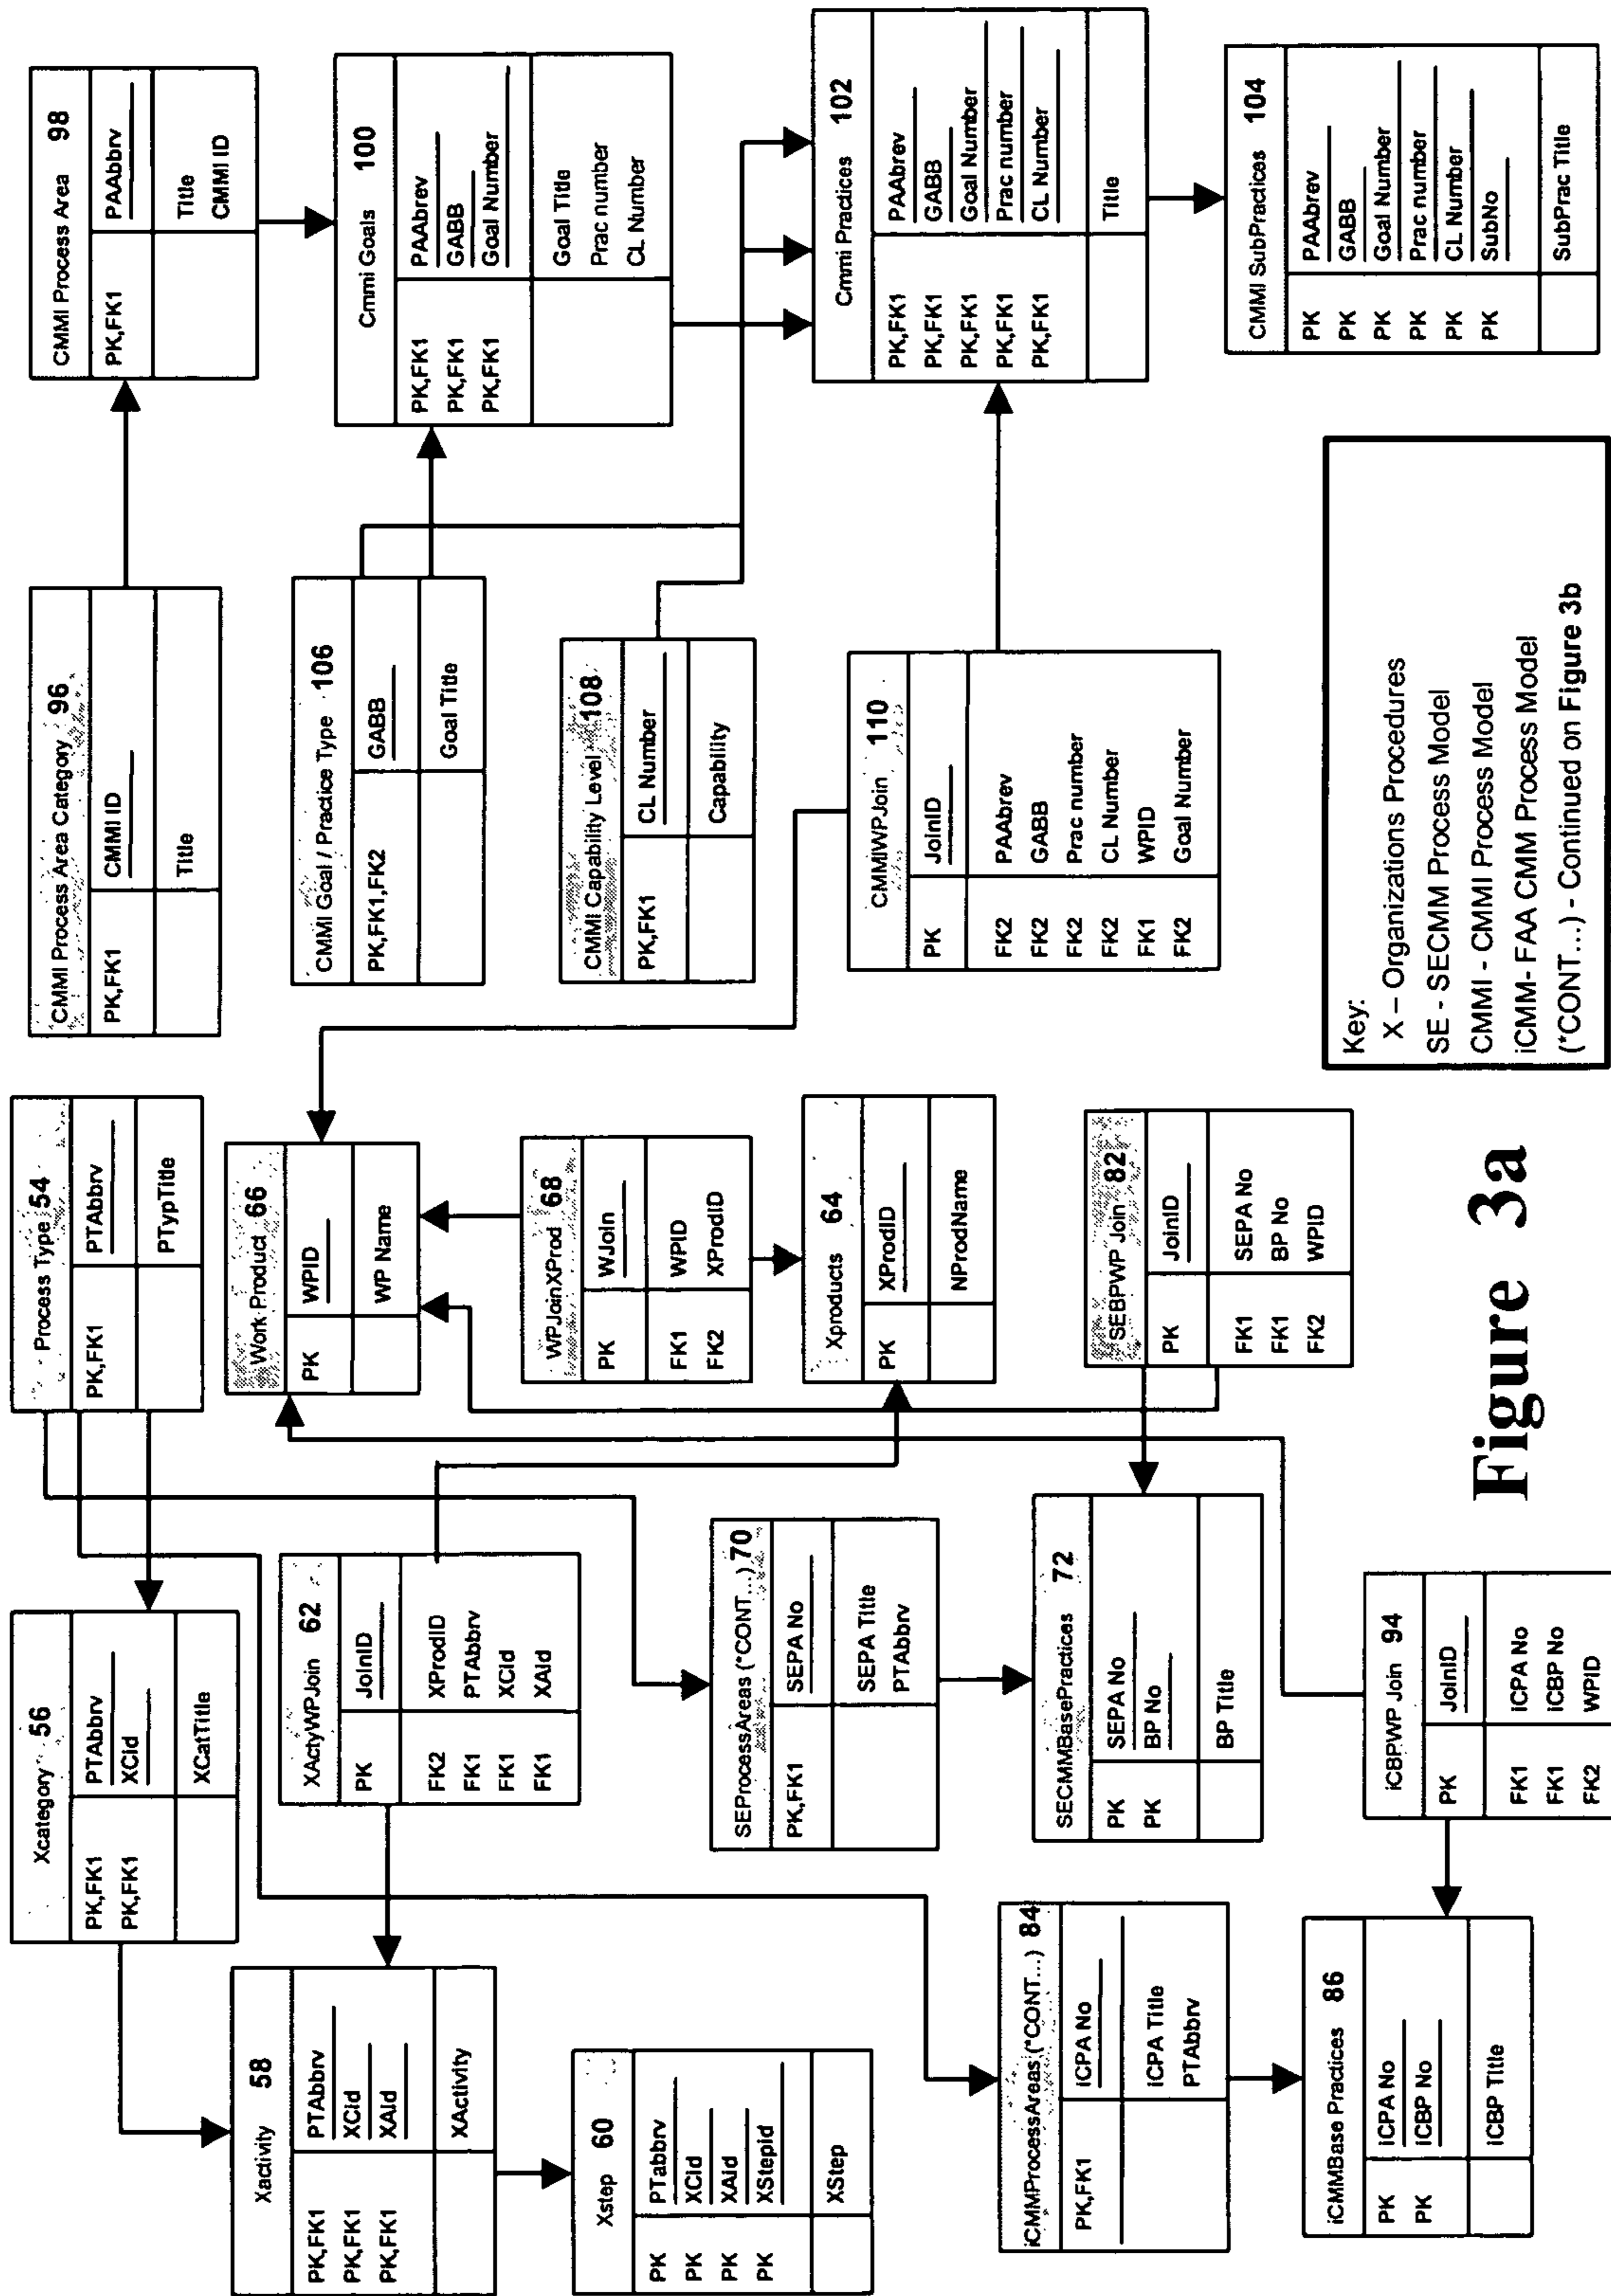 Process Type 54
PK,FK1 PTAbbrv
PTypTitle
CMMI Process Area Category 96
PK,FK1 CMMI ID
Title
CMMI Process Area 98
PK,FK1 PAAbbrv
Title
CMMI ID
Xcategory 56
PK,FK1 PTAbbrv
PK,FK1 XCid
XCatTitle
Work Product 66
PK WPID
WP Name
CMMI Goal / Practice Type 106
PK,FK1,FK2 GABB
Goal Title
Cmmi Goals 100
PK,FK1 PAAbrev
PK,FK1 GABB
PK,FK1 Goal Number
Goal Title
Prac number
CL Number
Xactivity 58
PK,FK1 PTAbbrv
PK,FK1 XCid
PK,FK1 XAid
XActivity
XActyWPJoin 62
PK JoinID
FK2 XProdID
FK1 PTAbbrv
FK1 XCid
FK1 XAid
WPJoinXProd 68
PK WJoin
FK1 WPID
FK2 XProdID
CMMI Capability Level 108
PK,FK1 CL Number
Capability
Xstep 60
PK PTabbrv
PK XCid
PK XAid
PK XStepid
XStep
SEProcessAreas (*CONT...) 70
PK,FK1 SEPA No
SEPA Title
PTAbbrv
Xproducts 64
PK XProdID
NProdName
CMMIWPJoin 110
PK JoinID
FK2 PAAbrev
FK2 GABB
FK2 Prac number
FK2 CL Number
FK1 WPID
FK2 Goal Number
Cmmi Practices 102
PK,FK1 PAAbrev
PK,FK1 GABB
PK,FK1 Goal Number
PK,FK1 Prac number
PK,FK1 CL Number
Title
iCMMProcessAreas (*CONT...) 84
PK,FK1 iCPA No
iCPA Title
PTAbbrv
SECMMBasePractices 72
PK SEPA No
PK BP No
BP Title
SEBPWP Join 82
PK JoinID
FK1 SEPA No
FK1 BP No
FK2 WPID
CMMI SubPractices 104
PK PAAbrev
PK GABB
PK Goal Number
PK Prac number
PK CL Number
PK SubNo
SubPrac Title
iCMMBase Practices 86
PK iCPA No
PK iCBP No
iCBP Title
iCBPWP Join 94
PK JoinID
FK1 iCPA No
FK1 iCBP No
FK2 WPID
Key:
X – Organizations Procedures
SE - SECMM Process Model
CMMI - CMMI Process Model
iCMM- FAA CMM Process Model
(*CONT...) - Continued on Figure 3b
Figure 3a